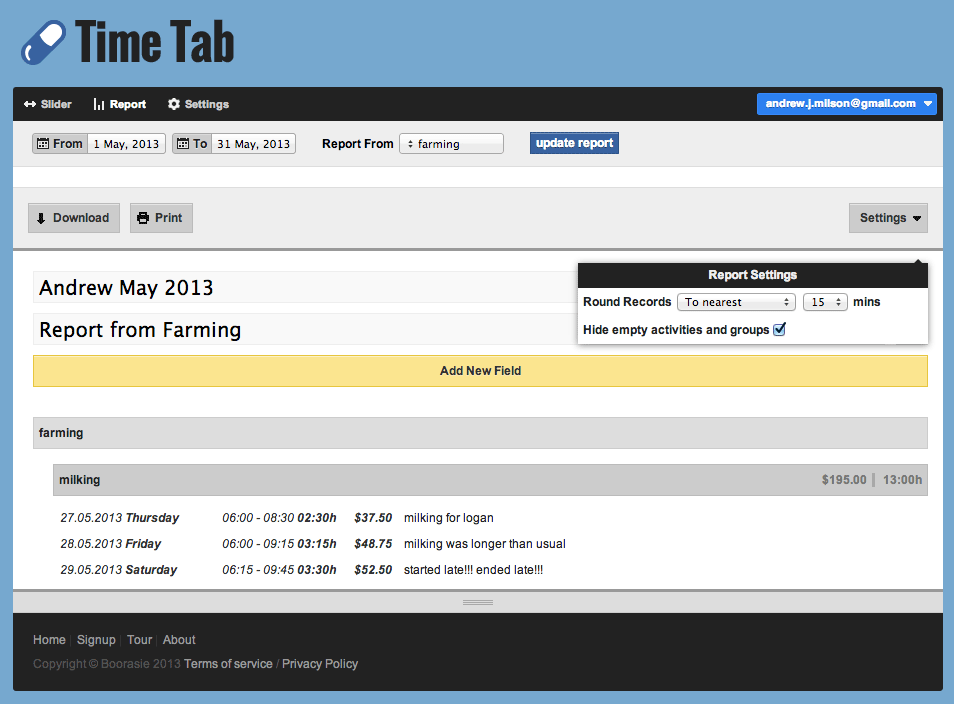 Time Tab
Slider Report Settings andrew.j.milson@gmail.com
From 1 May, 2013 To 31 May, 2013 Report From farming update report
Download Print Settings
Report Settings
Round Records To nearest 15 mins
Hide empty activities and groups
Andrew May 2013
Report from Farming
Add New Field
farming
milking $195.00 13:00h
27.05.2013 Thursday 06:00 - 08:30 02:30h $37.50 milking for logan
28.05.2013 Friday 06:00 - 09:15 03:15h $48.75 milking was longer than usual
29.05.2013 Saturday 06:15 - 09:45 03:30h $52.50 started late!!! ended late!!!
Home Signup Tour About
Copyright © Boorasie 2013 Terms of service / Privacy Policy